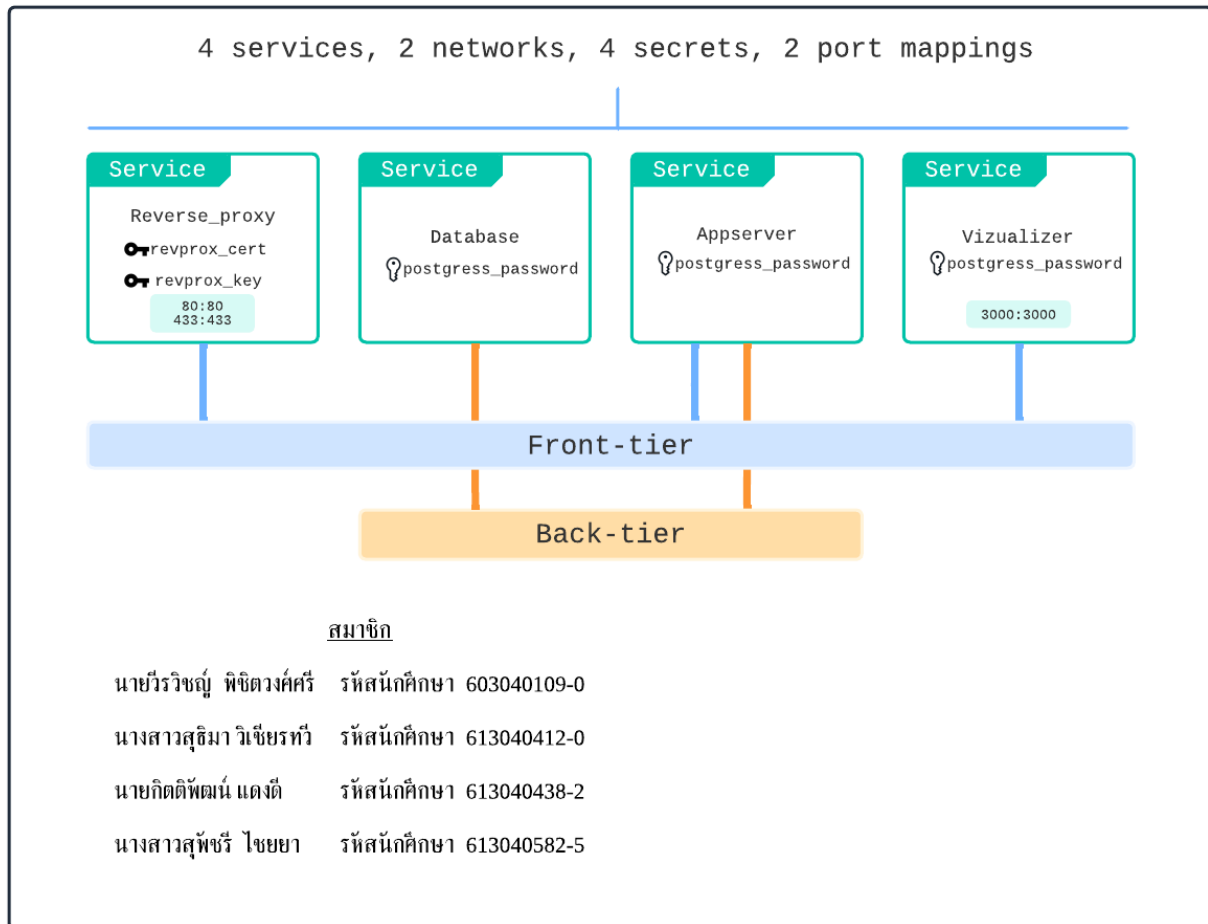 4 services, 2 networks, 4 secrets, 2 port mappings
Service
Reverse_proxy
revprox_cert
revprox_key
80:80
433:433
Service
Database
postgress_password
Service
Appserver
postgress_password
Service
Vizualizer
postgress_password
3000:3000
Front-tier
Back-tier
สมาชิก
นายวีรวิชญ์ พิชิตวงศ์ศรี รหัสนักศึกษา 603040109-0
นางสาวสุธิมา วิเชียรทวี รหัสนักศึกษา 613040412-0
นายกิตติพัฒน์ แดงดี รหัสนักศึกษา 613040438-2
นางสาวสุพัชรี ไชยยา รหัสนักศึกษา 613040582-5